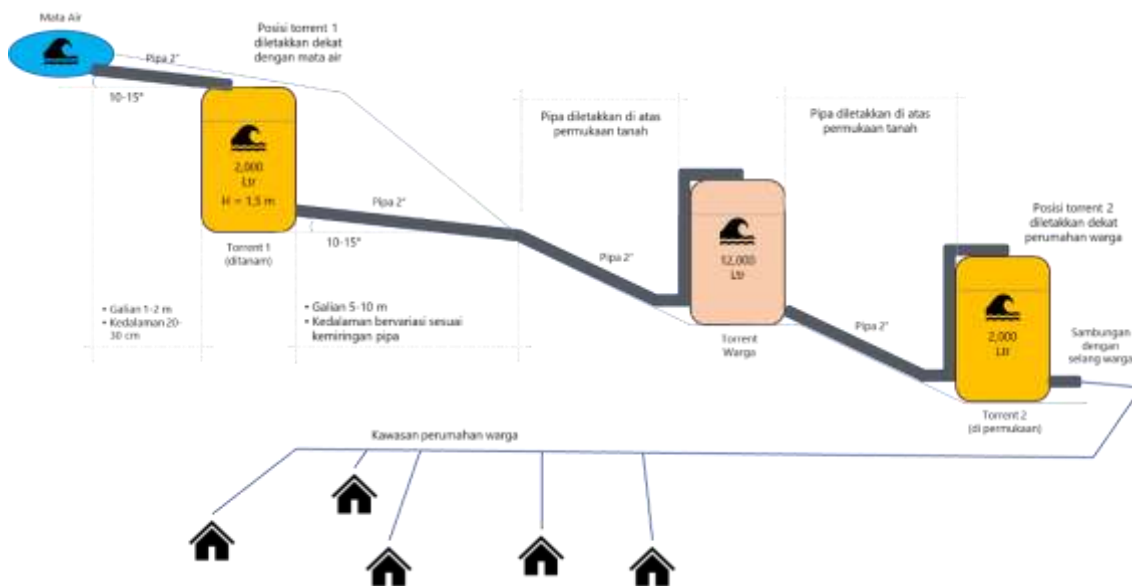 Mata Air
Pipa 2"
Posisi torrent 1
diletakkan dekat
dengan mata air
10-15°
2,000
Ltr
H = 1,5 m
Torrent 1
(ditanam)
• Galian 1-2 m
• Kedalaman 20-
30 cm
Pipa 2"
10-15°
• Galian 5-10 m
• Kedalaman bervariasi sesuai
kemiringan pipa
Pipa diletakkan di atas
permukaan tanah
Pipa 2"
12,000
Ltr
Torrent
Warga
Pipa diletakkan di atas
permukaan tanah
Pipa 2"
Posisi torrent 2
diletakkan dekat
perumahan warga
2,000
Ltr
Torrent 2
(di permukaan)
Sambungan
dengan
selang warga
Kawasan perumahan warga